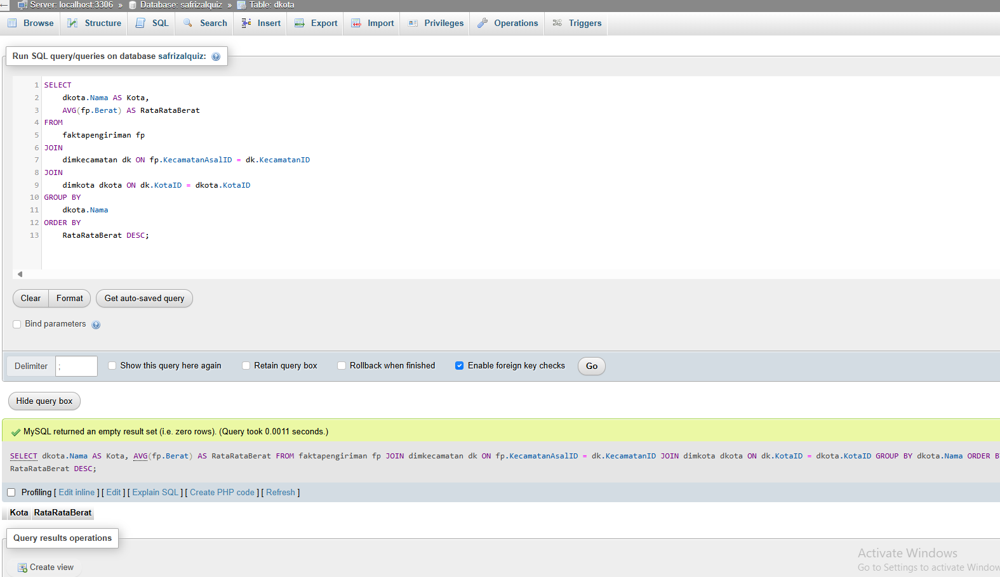 Server: localhost:3306 » Database: safrizalquiz » Table: dkota
Browse Structure SQL Search Insert Export Import Privileges Operations Triggers
Run SQL query/queries on database safrizalquiz:
1 SELECT
2 dkota.Nama AS Kota,
3 AVG(fp.Berat) AS RataRataBerat
4 FROM
5 faktapengiriman fp
6 JOIN
7 dimkecamatan dk ON fp.KecamatanAsalID = dk.KecamatanID
8 JOIN
9 dimkota dkota ON dk.KotaID = dkota.KotaID
10 GROUP BY
11 dkota.Nama
12 ORDER BY
13 RataRataBerat DESC;
Clear Format Get auto-saved query
Bind parameters
Delimiter ; Show this query here again Retain query box Rollback when finished Enable foreign key checks Go
Hide query box
MySQL returned an empty result set (i.e. zero rows). (Query took 0.0011 seconds.)
SELECT dkota.Nama AS Kota, AVG(fp.Berat) AS RataRataBerat FROM faktapengiriman fp JOIN dimkecamatan dk ON fp.KecamatanAsalID = dk.KecamatanID JOIN dimkota dkota ON dk.KotaID = dkota.KotaID GROUP BY dkota.Nama ORDER B
RataRataBerat DESC;
Profiling [ Edit inline ] [ Edit ] [ Explain SQL ] [ Create PHP code ] [ Refresh ]
Kota RataRataBerat
Query results operations
Create view
Activate Windows
Go to Settings to activate Window